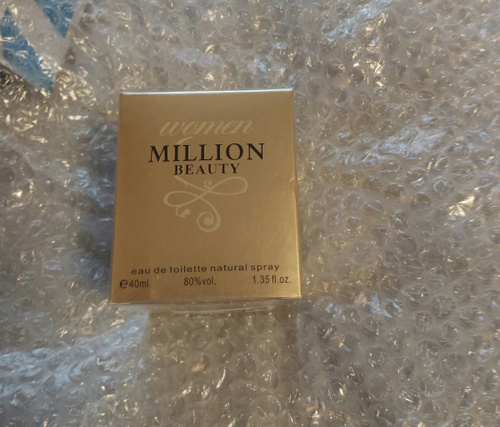 women
MILLION
BEAUTY
eau de toilette natural spray
℮40ml 80%vol. 1.35 fl.oz.